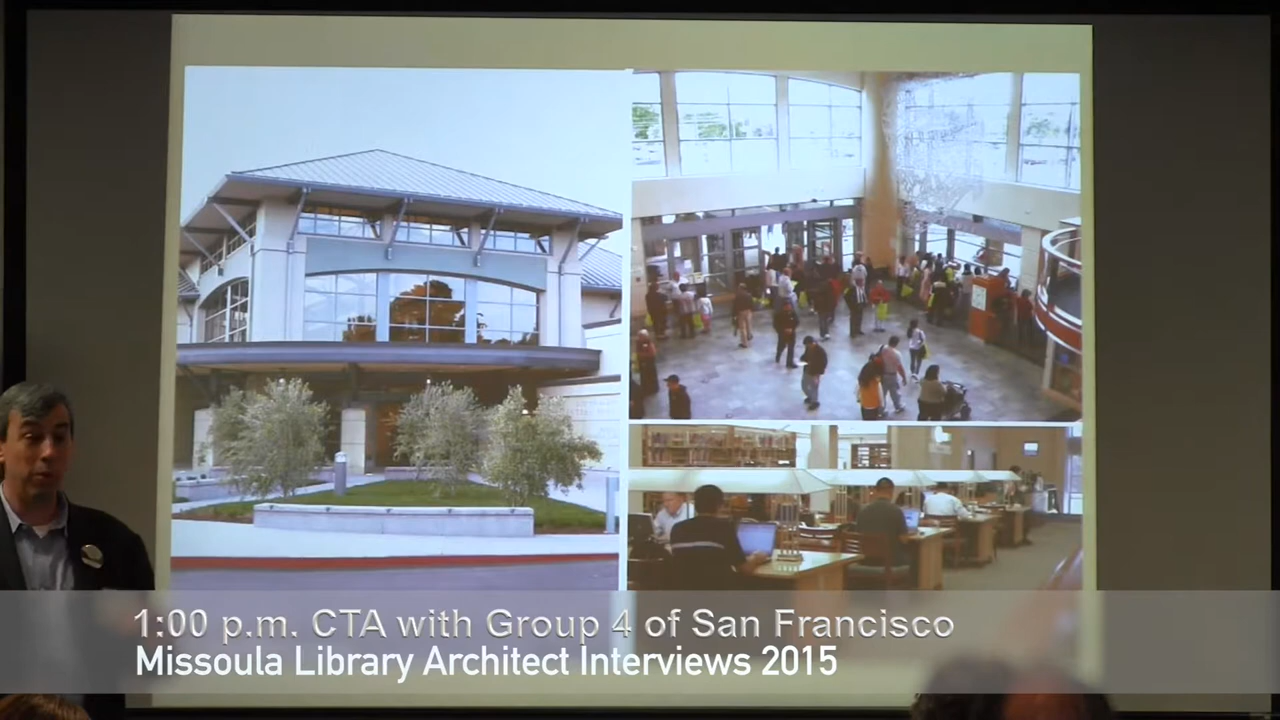 1:00 p.m. CTA with Group 4 of San Francisco
Missoula Library Architect Interviews 2015